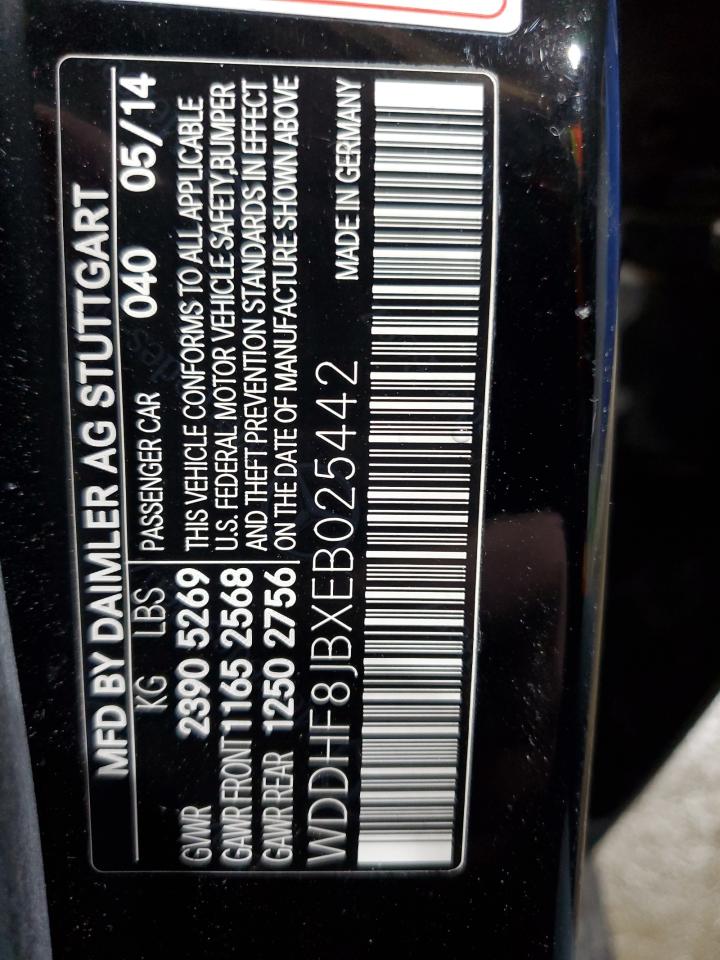 MFD BY DAIMLER AG STUTTGART
KG LBS PASSENGER CAR 040 05/14
GWR 2390 5269
GAWR FRONT 1165 2568
GAWR REAR 1250 2756
THIS VEHICLE CONFORMS TO ALL APPLICABLE
U.S. FEDERAL MOTOR VEHICLE SAFETY,BUMPER
AND THEFT PREVENTION STANDARDS IN EFFECT
ON THE DATE OF MANUFACTURE SHOWN ABOVE
WDDHF8JBXEB025442 MADE IN GERMANY